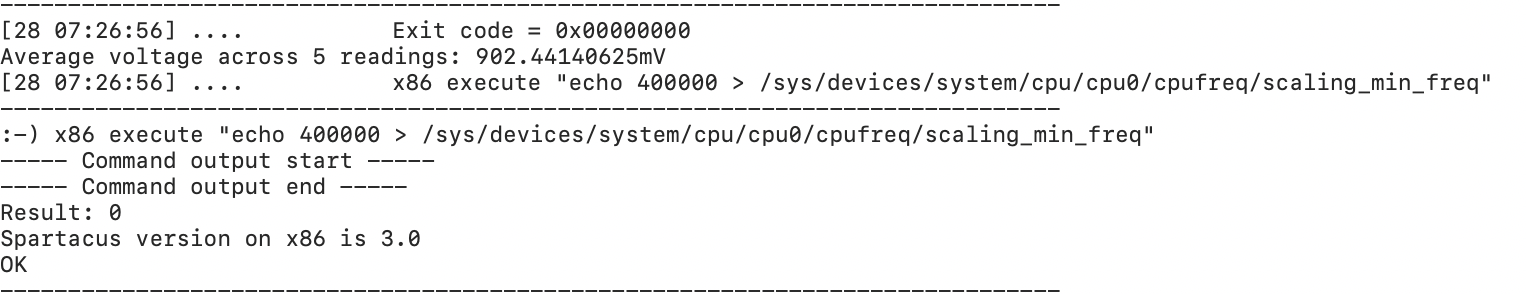 --------------------------------------------------------------------------------
[28 07:26:56] ....           Exit code = 0x00000000
Average voltage across 5 readings: 902.44140625mV
[28 07:26:56] ....           x86 execute "echo 400000 > /sys/devices/system/cpu/cpu0/cpufreq/scaling_min_freq"
--------------------------------------------------------------------------------
:-) x86 execute "echo 400000 > /sys/devices/system/cpu/cpu0/cpufreq/scaling_min_freq"
----- Command output start -----
----- Command output end -----
Result: 0
Spartacus version on x86 is 3.0
OK
--------------------------------------------------------------------------------